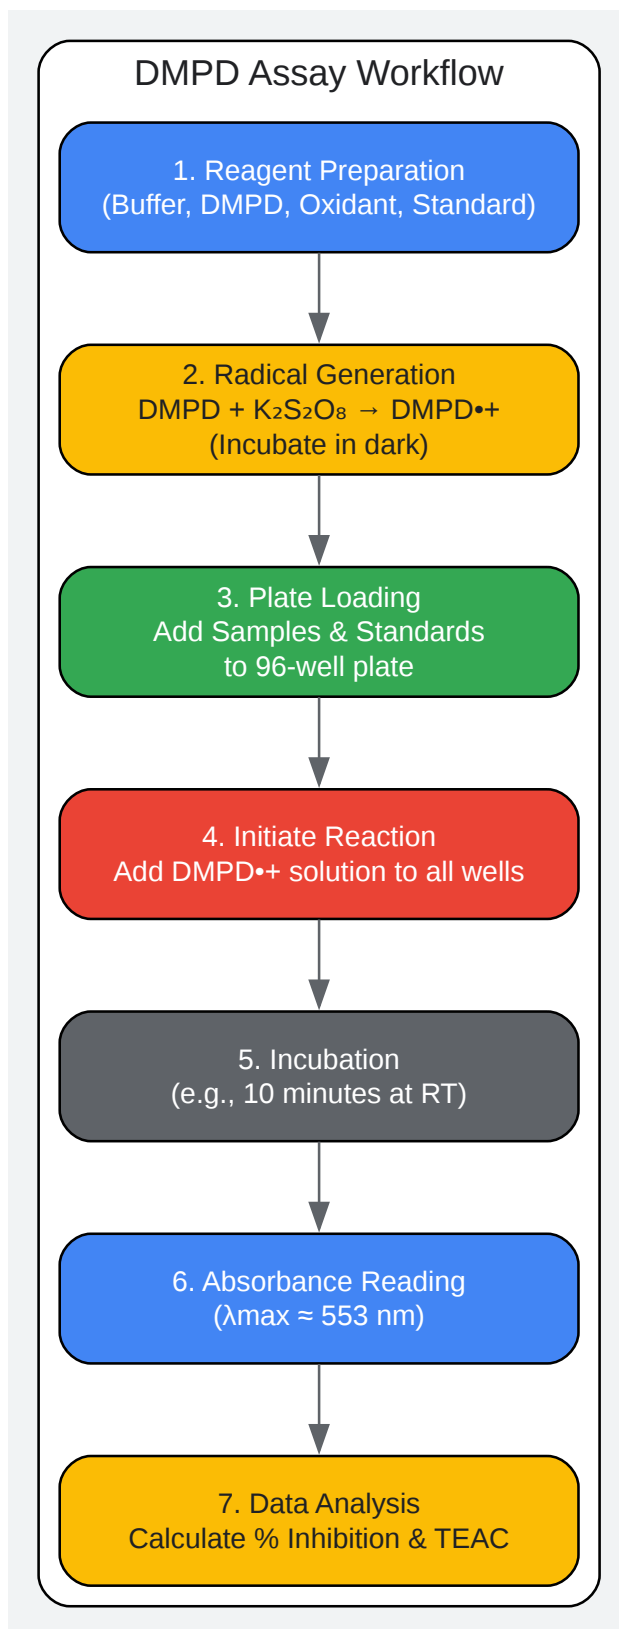 DMPD Assay Workflow
1. Reagent Preparation
(Buffer, DMPD, Oxidant, Standard)
2. Radical Generation
DMPD + K₂S₂O₈ → DMPD•+
(Incubate in dark)
3. Plate Loading
Add Samples & Standards
to 96-well plate
4. Initiate Reaction
Add DMPD•+ solution to all wells
5. Incubation
(e.g., 10 minutes at RT)
6. Absorbance Reading
(λmax ≈ 553 nm)
7. Data Analysis
Calculate % Inhibition & TEAC